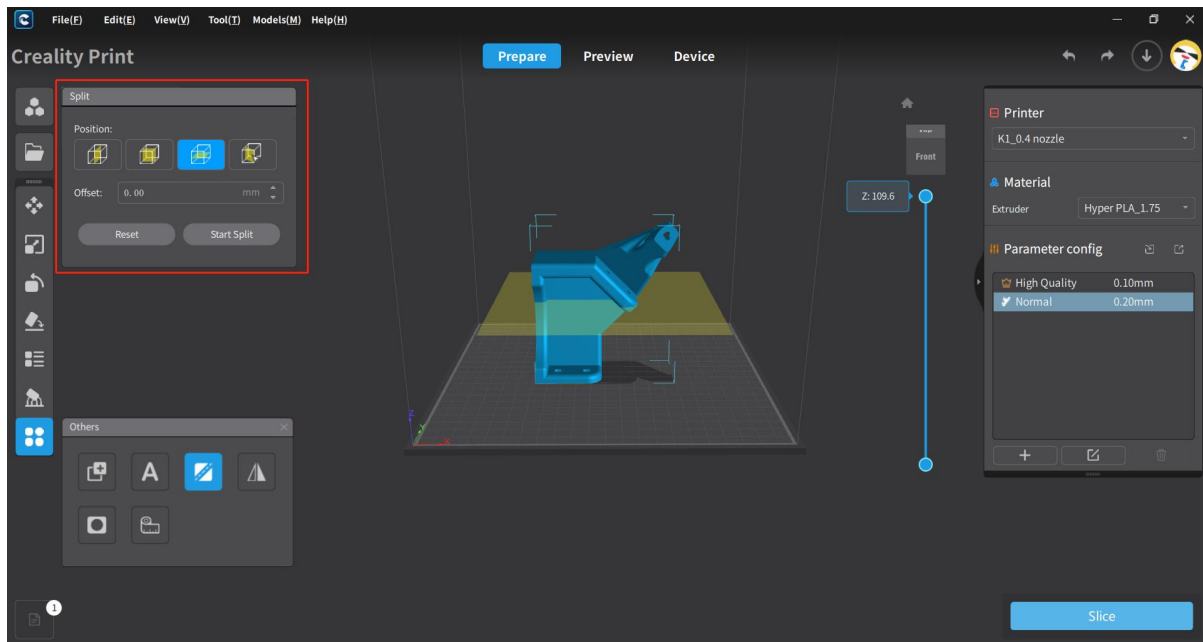 File(F) Edit(E) View(V) Tool(T) Models(M) Help(H)
Creality Print
Prepare Preview Device
Split
Position:
Offset: 0.00 mm
Reset Start Split
Others
A
1
Front
Z: 109.6
Z
Y
X
Printer
K1_0.4 nozzle
Material
Extruder Hyper PLA_1.75
Parameter config
High Quality 0.10mm
Normal 0.20mm
Slice